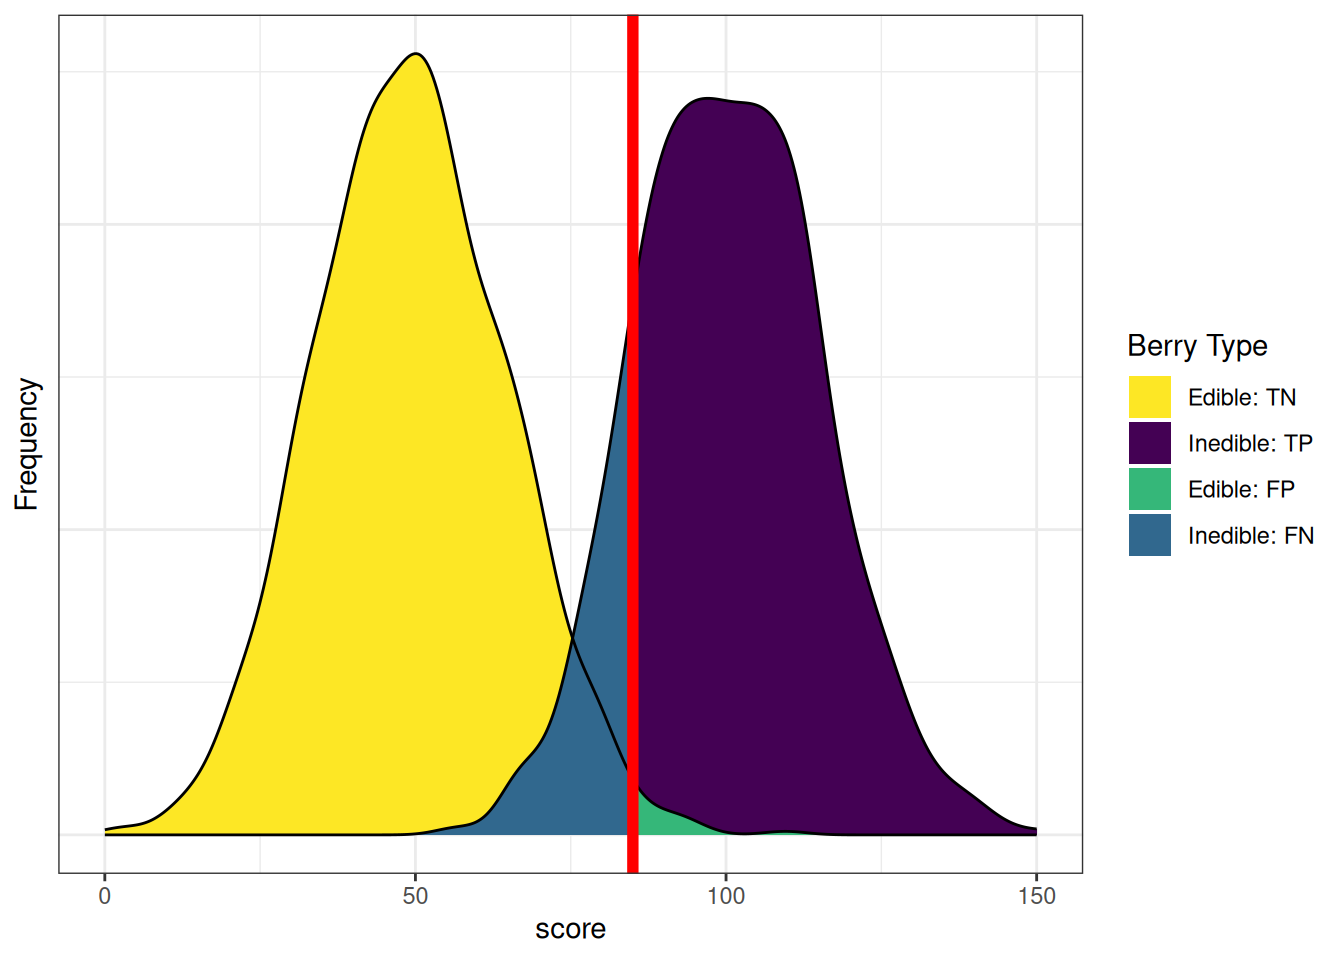 Frequency
0
50
100
150
score
Berry Type
Edible: TN
Inedible: TP
Edible: FP
Inedible: FN